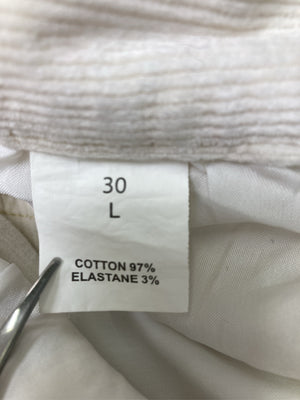 30
L
COTTON 97%
ELASTANE 3%